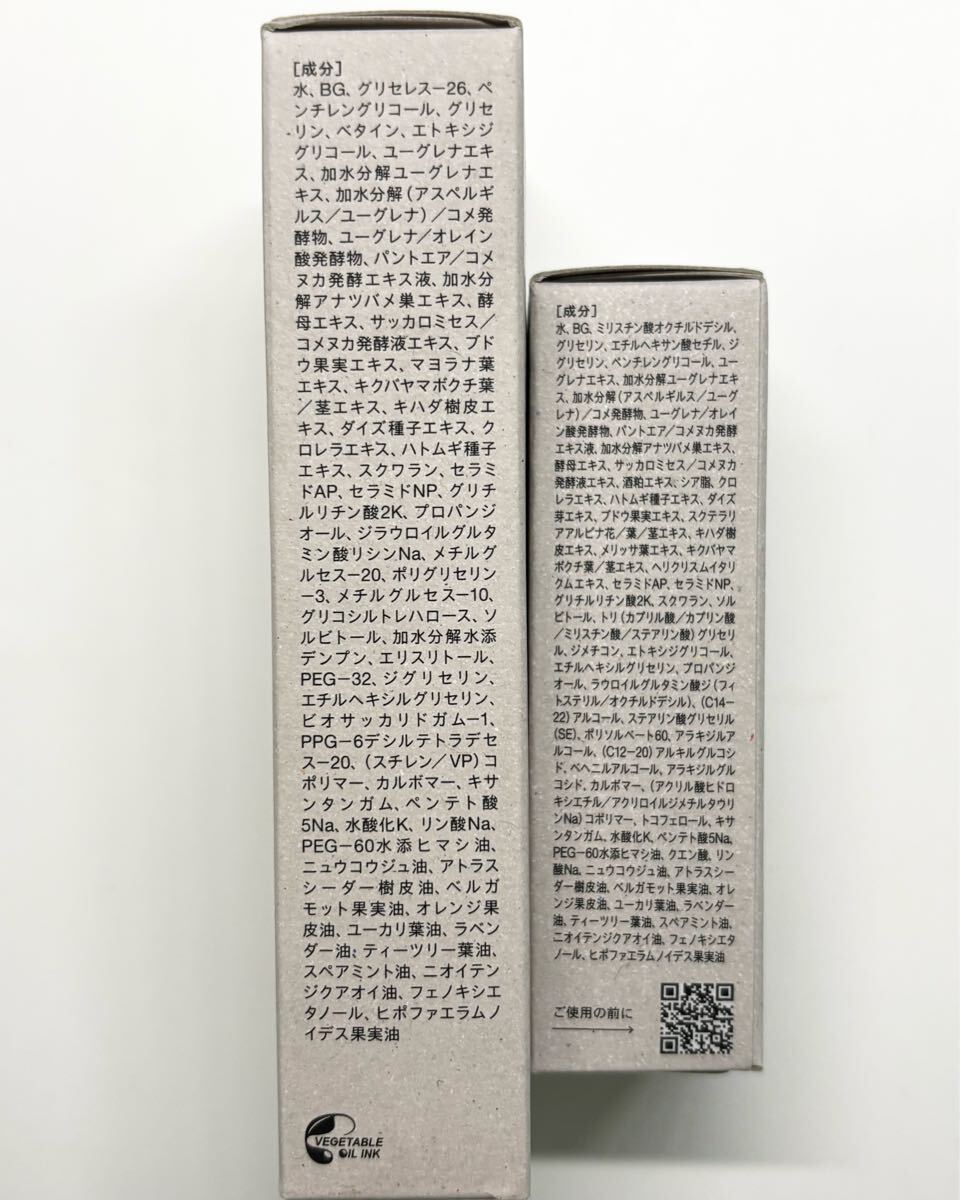 [成分]
水、BG、グリセレス−26、ペ
ンチレングリコール、グリセ
リン、ベタイン、エトキシジ
グリコール、ユーグレナエキ
ス、加水分解ユーグレナエ
キス、加水分解(アスペルギ
ルス/ユーグレナ)/コメ発
酵物、ユーグレナ/オレイン
酸発酵物、パントエア/コメ
ヌカ発酵エキス液、加水分
解アナツバメ巣エキス、酵
母エキス、サッカロミセス/
コメヌカ発酵液エキス、ブド
ウ果実エキス、マヨラナ葉
エキス、キクバヤマボクチ葉
/茎エキス、キハダ樹皮エ
キス、ダイズ種子エキス、ク
ロレラエキス、ハトムギ種子
エキス、スクワラン、セラミ
ドAP、セラミドNP、グリチ
ルリチン酸2K、プロパンジ
オール、ジラウロイルグルタ
ミン酸リシンNa、メチルグ
ルセス−20、ポリグリセリン
−3、メチルグルセス−10、
グリコシルトレハロース、ソ
ルビトール、加水分解水添
デンプン、エリスリトール、
PEG−32、ジグリセリン、
エチルヘキシルグリセリン、
ビオサッカリドガム−1、
PPG−6デシルテトラデセ
ス−20、(スチレン/VP)コ
ポリマー、カルボマー、キサ
ンタンガム、ペンテト酸
5Na、水酸化K、リン酸Na、
PEG−60水添ヒマシ油、
ニュウコウジュ油、アトラス
シーダー樹皮油、ベルガ
モット果実油、オレンジ果
皮油、ユーカリ葉油、ラベン
ダー油、ティーツリー葉油、
スペアミント油、ニオイテン
ジクアオイ油、フェノキシエ
タノール、ヒポファエラムノ
イデス果実油
VEGETABLE
OIL INK
[成分]
水、BG、ミリスチン酸オクチルドデシル、
グリセリン、エチルヘキサン酸セチル、ジ
グリセリン、ペンチレングリコール、ユー
グレナエキス、加水分解ユーグレナエキ
ス、加水分解(アスペルギルス/ユーグ
レナ)/コメ発酵物、ユーグレナ/オレイ
ン酸発酵物、パントエア/コメヌカ発酵
エキス液、加水分解アナツバメ巣エキス、
酵母エキス、サッカロミセス/コメヌカ
発酵液エキス、酒粕エキス、シア脂、クロ
レラエキス、ハトムギ種子エキス、ダイズ
芽エキス、ブドウ果実エキス、スクテラリ
アアルピナ花/葉/茎エキス、キハダ樹
皮エキス、メリッサ葉エキス、キクバヤマ
ボクチ葉/茎エキス、ヘリクリスムイタリ
クムエキス、セラミドAP、セラミドNP、
グリチルリチン酸2K、スクワラン、ソル
ビトール、トリ(カプリル酸/カプリン酸
/ミリスチン酸/ステアリン酸)グリセリ
ル、ジメチコン、エトキシジグリコール、
エチルヘキシルグリセリン、プロパンジ
オール、ラウロイルグルタミン酸ジ(フィ
トステリル/オクチルドデシル)、(C14−
22)アルコール、ステアリン酸グリセリル
(SE)、ポリソルベート60、アラキジルア
ルコール、(C12−20)アルキルグルコシ
ド、ベヘニルアルコール、アラキジルグル
コシド、カルボマー、(アクリル酸ヒドロ
キシエチル/アクリロイルジメチルタウリ
ンNa)コポリマー、トコフェロール、キサ
ンタンガム、水酸化K、ペンテト酸5Na、
PEG−60水添ヒマシ油、クエン酸、リン
酸Na、ニュウコウジュ油、アトラスシー
ダー樹皮油、ベルガモット果実油、オレ
ンジ果皮油、ユーカリ葉油、ラベンダー
油、ティーツリー葉油、スペアミント油、
ニオイテンジクアオイ油、フェノキシエタ
ノール、ヒポファエラムノイデス果実油
ご使用の前に